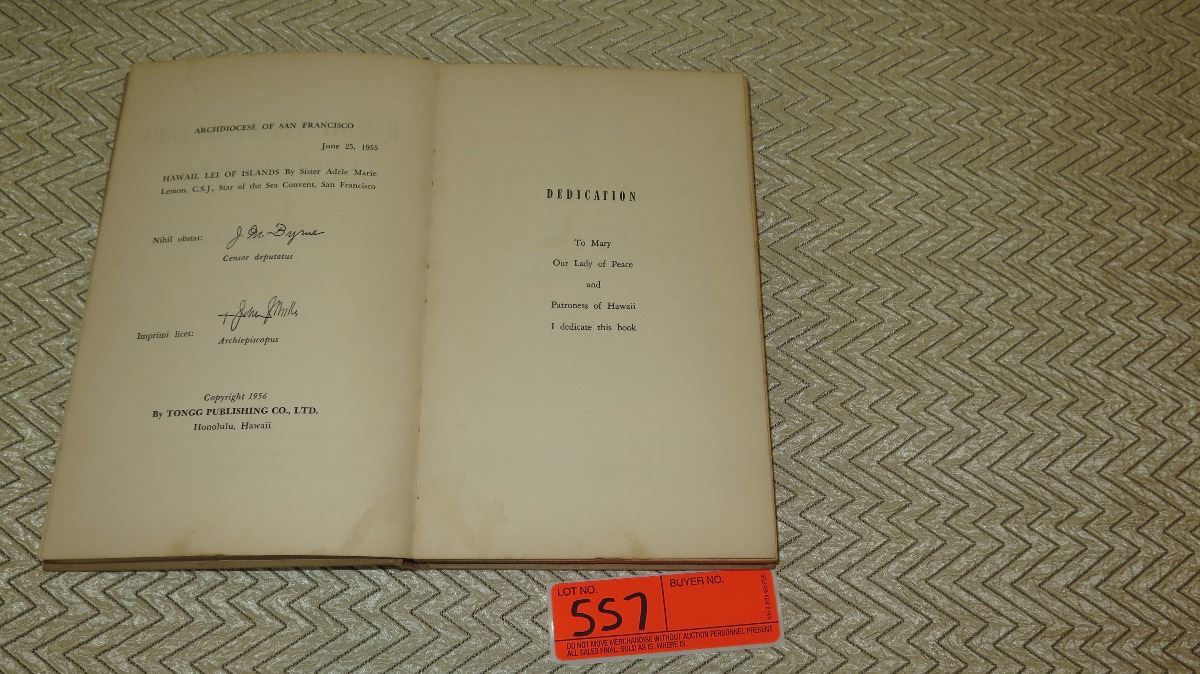 ARCHDIOCESE OF SAN FRANCISCO
June 25, 1955
HAWAII, LEI OF ISLANDS By Sister Adele Marie
Lemon, C.S.J., Star of the Sea Convent, San Francisco
Nihil obstat: J. M. Byrne
Censor deputatus
Imprimi licet:
Archiepiscopus
Copyright 1956
By TONGG PUBLISHING CO., LTD.
Honolulu, Hawaii
DEDICATION
To Mary
Our Lady of Peace
and
Patroness of Hawaii
I dedicate this book
LOT NO.
557
BUYER NO.
DO NOT MOVE MERCHANDISE WITHOUT AUCTION PERSONNEL PRESENT
ALL SALES FINAL. SOLD AS IS. WHERE IS.